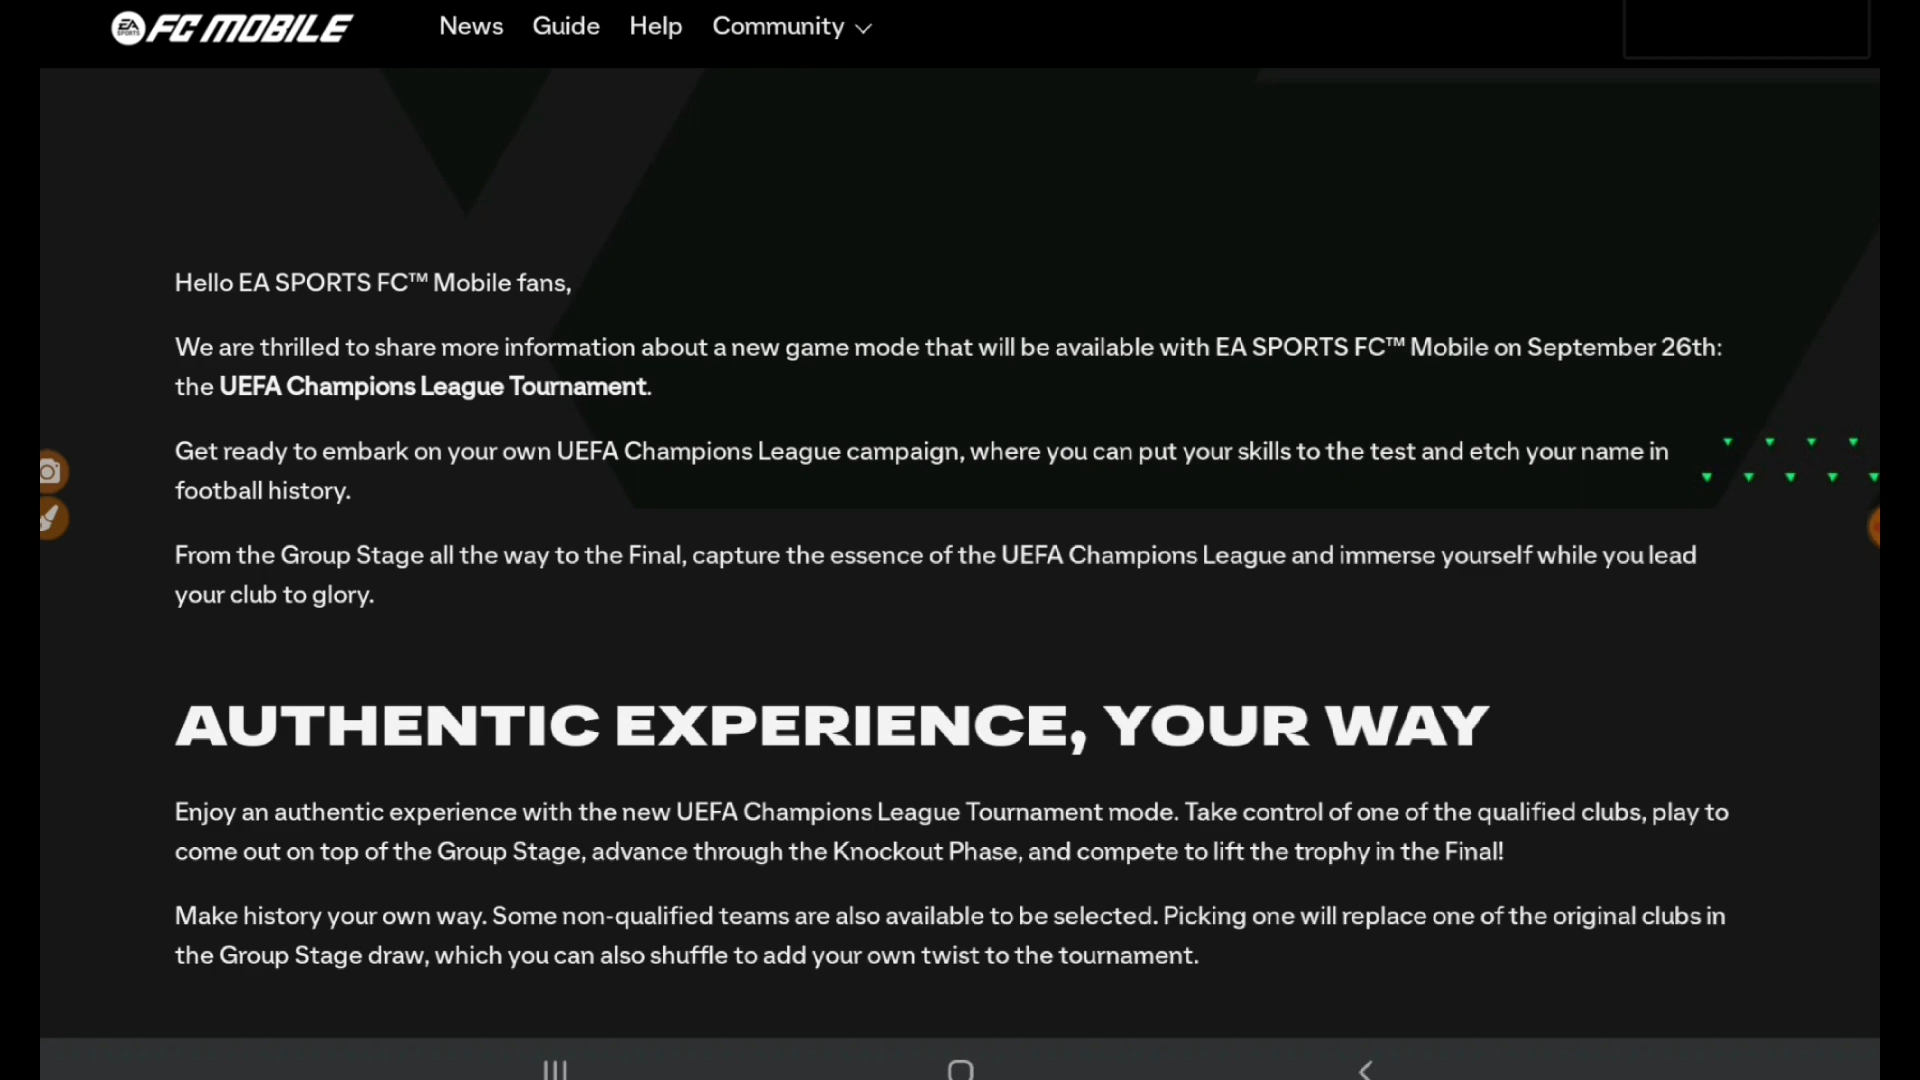 EA SPORTS FC MOBILE News Guide Help Community
Hello EA SPORTS FC™ Mobile fans,
We are thrilled to share more information about a new game mode that will be available with EA SPORTS FC™ Mobile on September 26th:
the UEFA Champions League Tournament.
Get ready to embark on your own UEFA Champions League campaign, where you can put your skills to the test and etch your name in
football history.
From the Group Stage all the way to the Final, capture the essence of the UEFA Champions League and immerse yourself while you lead
your club to glory.
AUTHENTIC EXPERIENCE, YOUR WAY
Enjoy an authentic experience with the new UEFA Champions League Tournament mode. Take control of one of the qualified clubs, play to
come out on top of the Group Stage, advance through the Knockout Phase, and compete to lift the trophy in the Final!
Make history your own way. Some non-qualified teams are also available to be selected. Picking one will replace one of the original clubs in
the Group Stage draw, which you can also shuffle to add your own twist to the tournament.